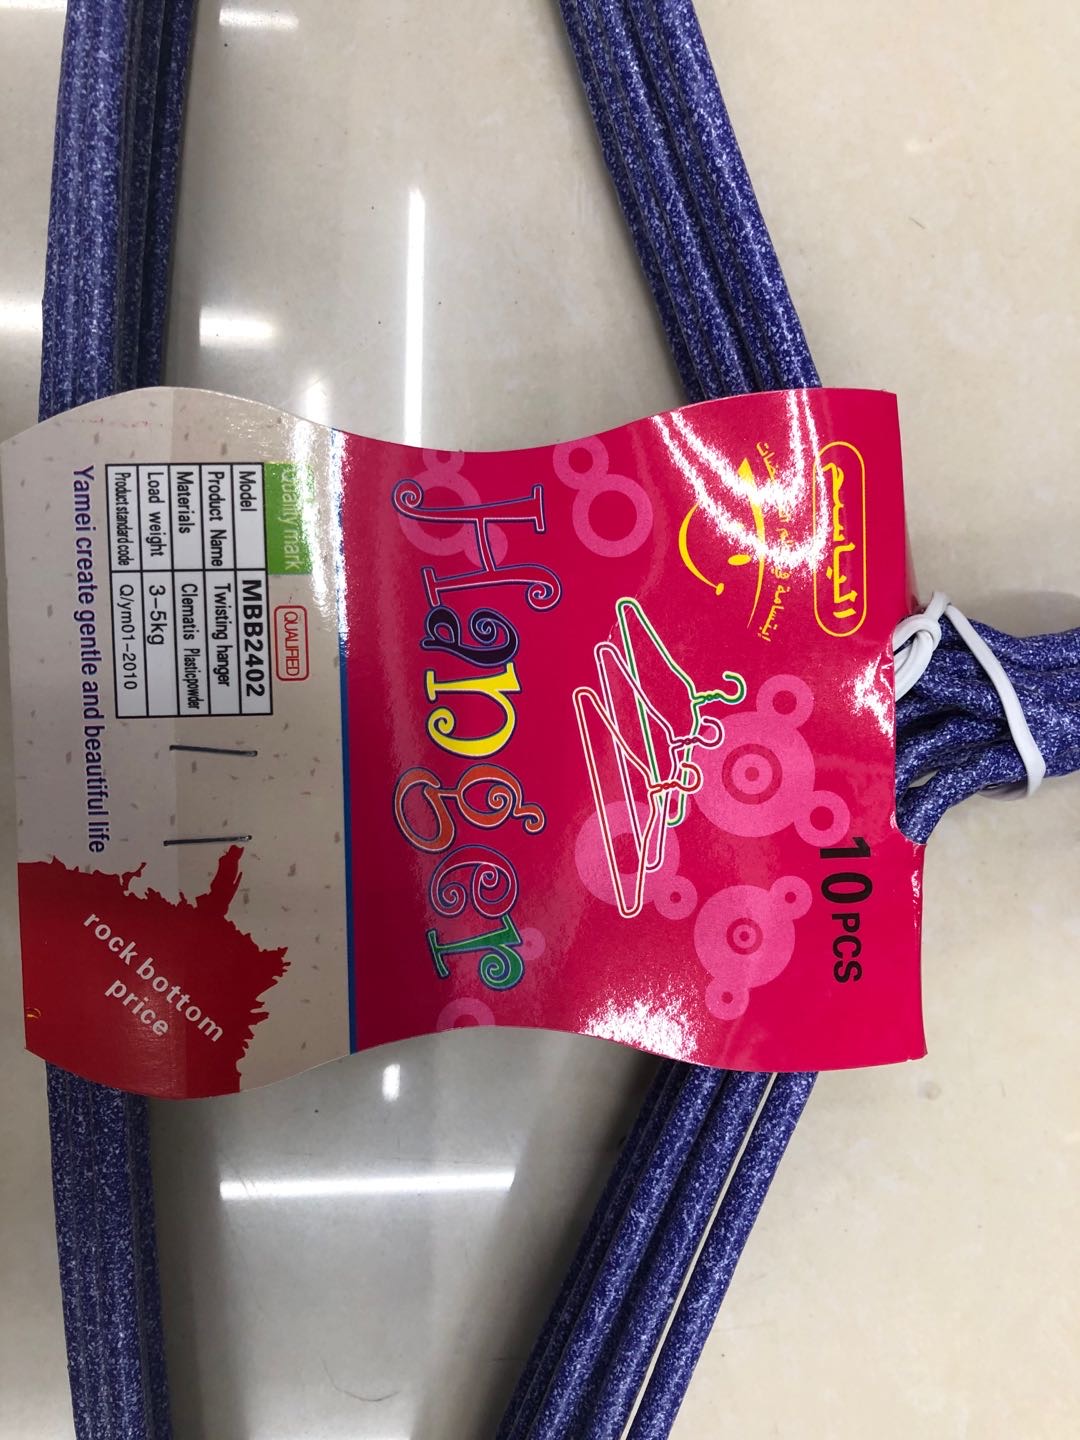 الباسم
10 PCS
Hanger
Quality mark
QUALIFIED
Model MBB2402
Product Name Twisting hanger
Materials Clematis Plasticpowder
Load weight 3-5kg
Product standard code Q/ym01-2010
Yamei create gentle and beautiful life
rock bottom
price